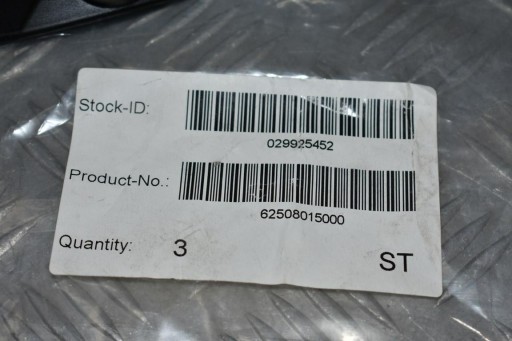 Stock-ID:
029925452
Product-No.:
62508015000
Quantity: 3 ST